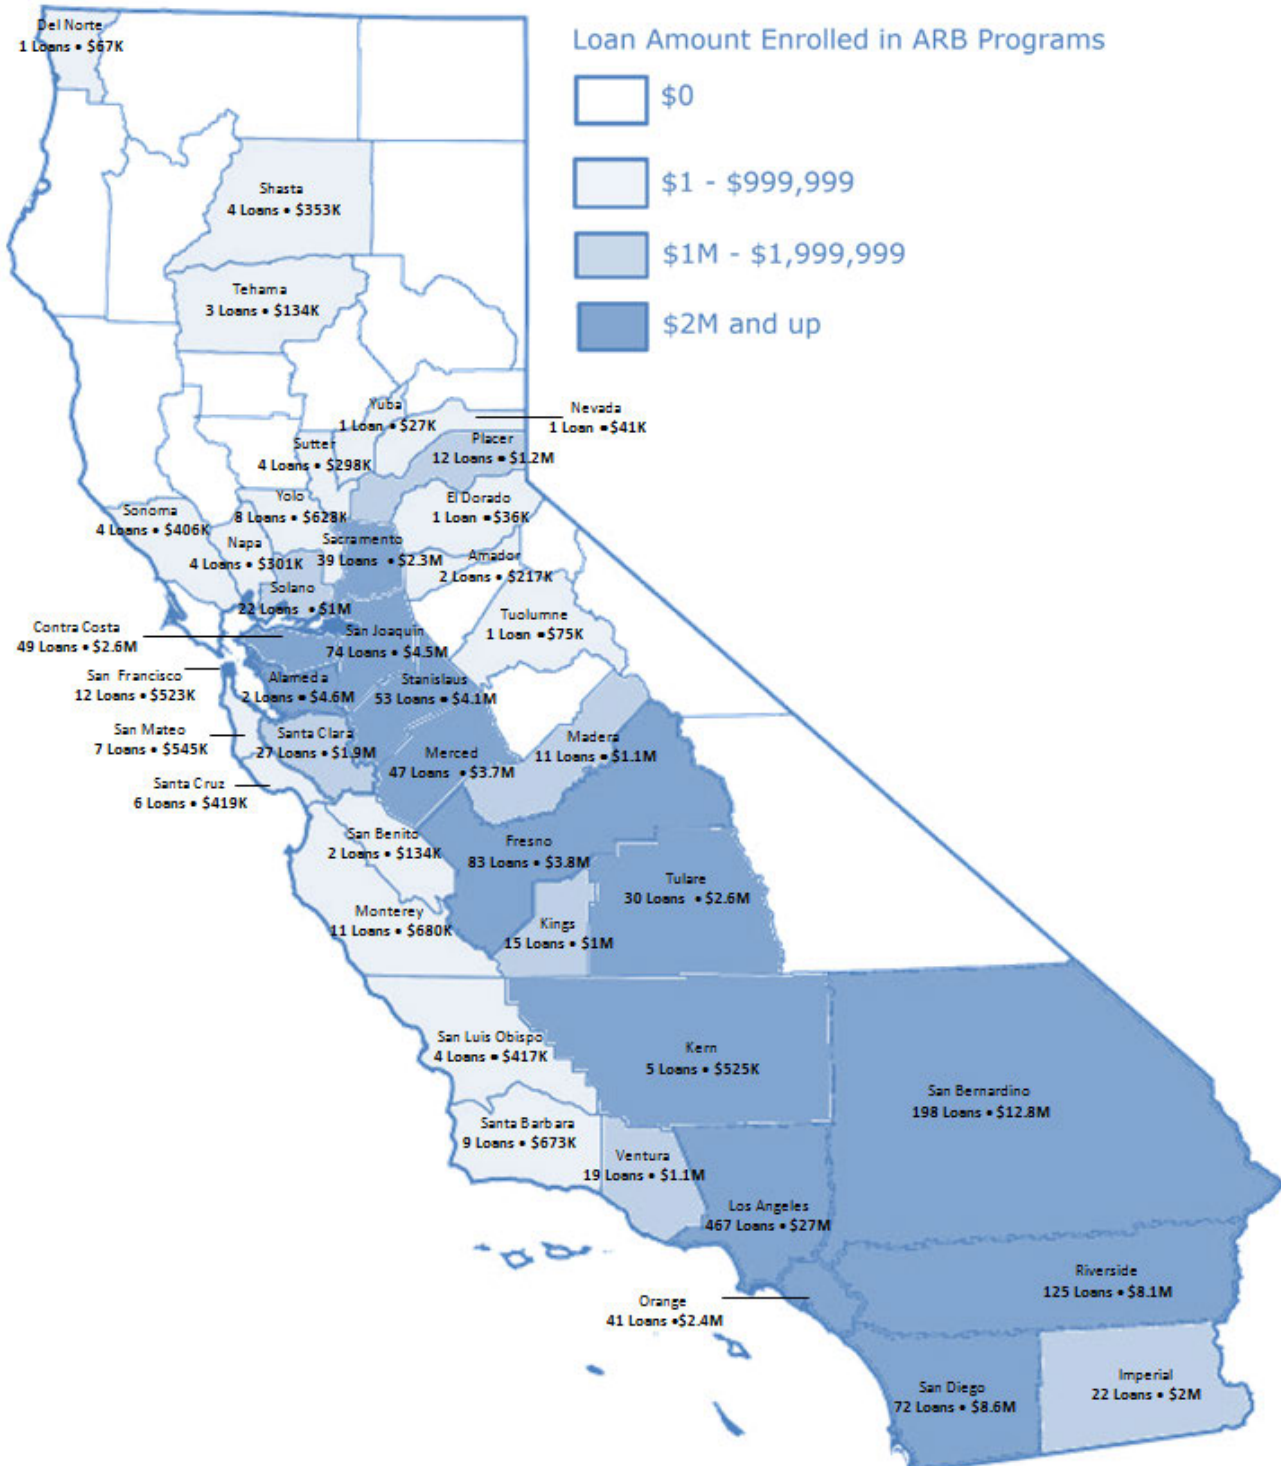 Loan Amount Enrolled in ARB Programs
$0
$1 - $999,999
$1M - $1,999,999
$2M and up
Del Norte
1 Loans • $67K
Shasta
4 Loans • $353K
Tehama
3 Loans • $134K
Yuba
1 Loan • $27K
Nevada
1 Loan • $41K
Sutter
4 Loans • $298K
Placer
12 Loans • $1.2M
Yolo
8 Loans • $628K
El Dorado
1 Loan • $36K
Sonoma
4 Loans • $406K
Napa
4 Loans • $301K
Sacramento
39 Loans • $2.3M
Amador
2 Loans • $217K
Solano
22 Loans • $1M
Tuolumne
1 Loan • $75K
Contra Costa
49 Loans • $2.6M
San Joaquin
74 Loans • $4.5M
San Francisco
12 Loans • $523K
Alameda
2 Loans • $4.6M
Stanislaus
53 Loans • $4.1M
San Mateo
7 Loans • $545K
Santa Clara
27 Loans • $1.9M
Merced
47 Loans • $3.7M
Madera
11 Loans • $1.1M
Santa Cruz
6 Loans • $419K
San Benito
2 Loans • $134K
Fresno
83 Loans • $3.8M
Tulare
30 Loans • $2.6M
Monterey
11 Loans • $680K
Kings
15 Loans • $1M
San Luis Obispo
4 Loans • $417K
Kern
5 Loans • $525K
San Bernardino
198 Loans • $12.8M
Santa Barbara
9 Loans • $673K
Ventura
19 Loans • $1.1M
Los Angeles
467 Loans • $27M
Riverside
125 Loans • $8.1M
Orange
41 Loans •$2.4M
San Diego
72 Loans • $8.6M
Imperial
22 Loans • $2M